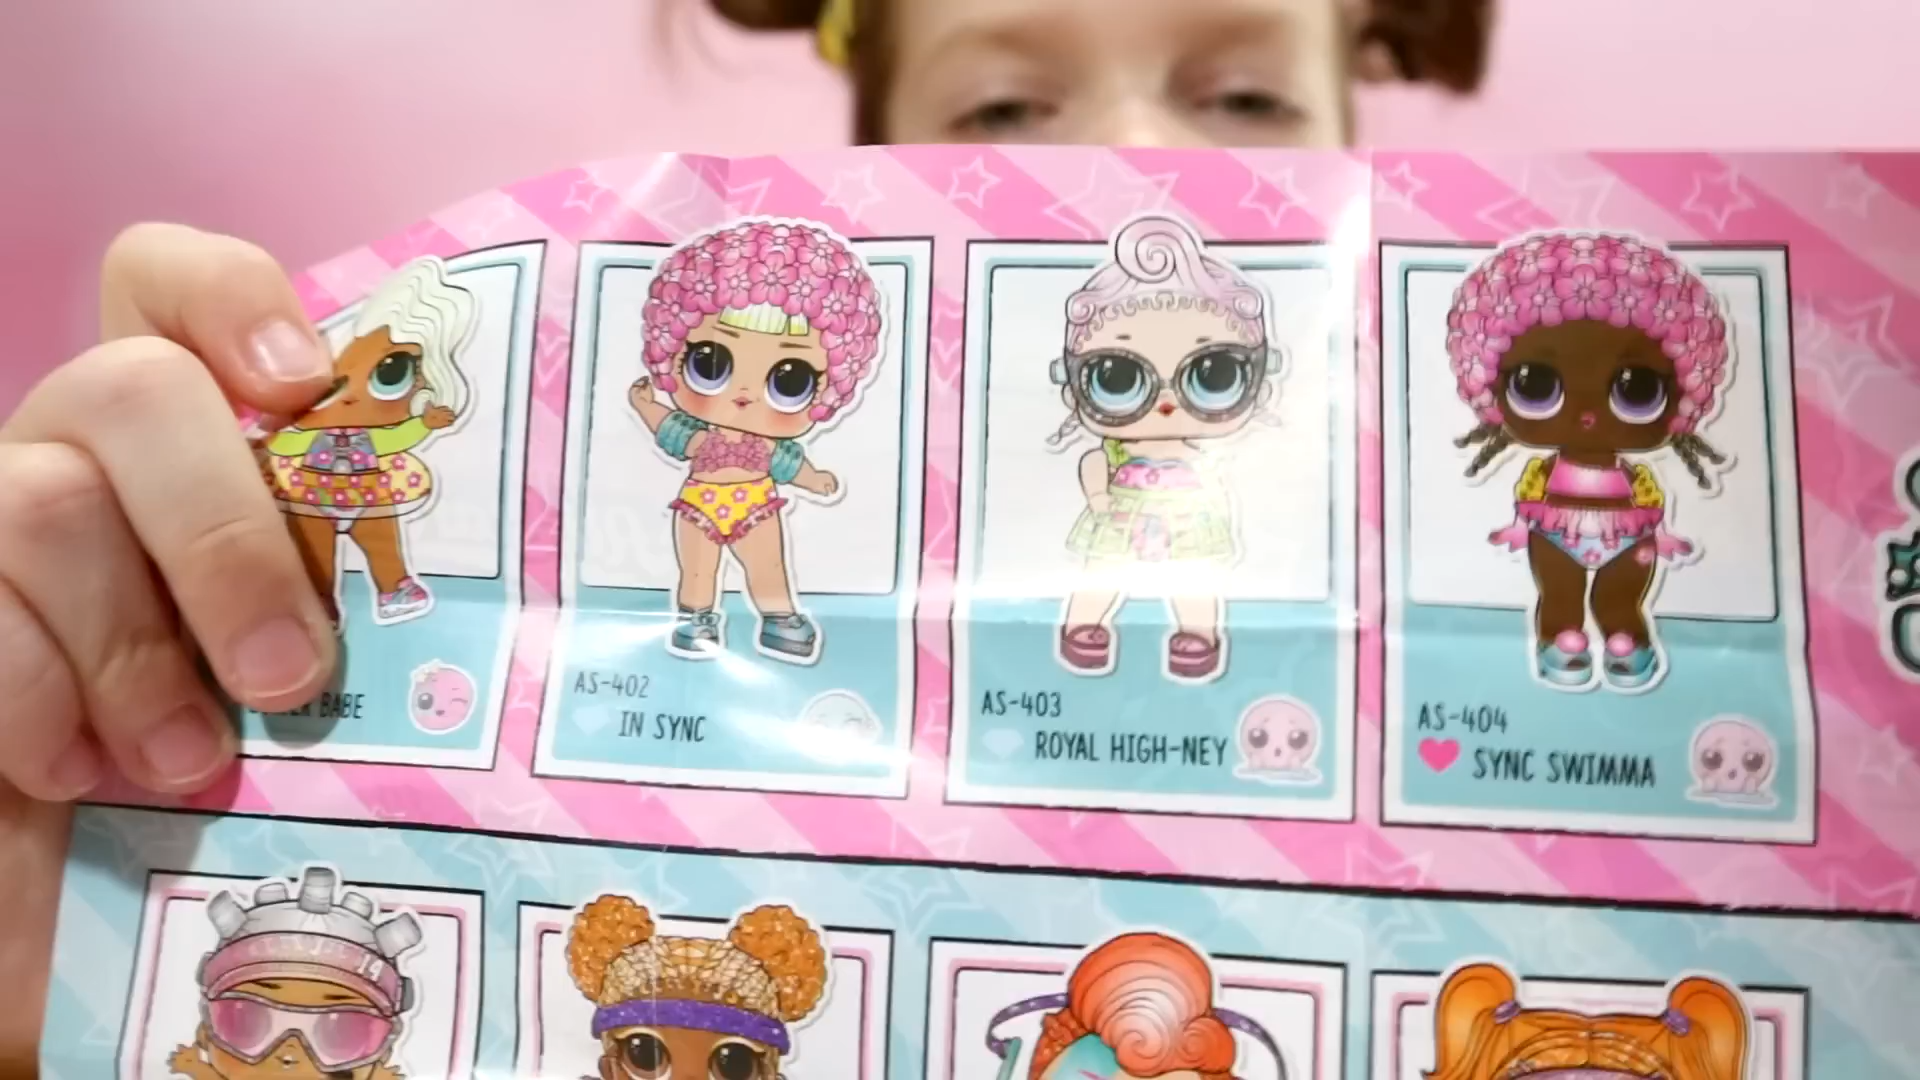 BABE
AS-402
IN SYNC
AS-403
ROYAL HIGH-NEY
AS-404
SYNC SWIMMA